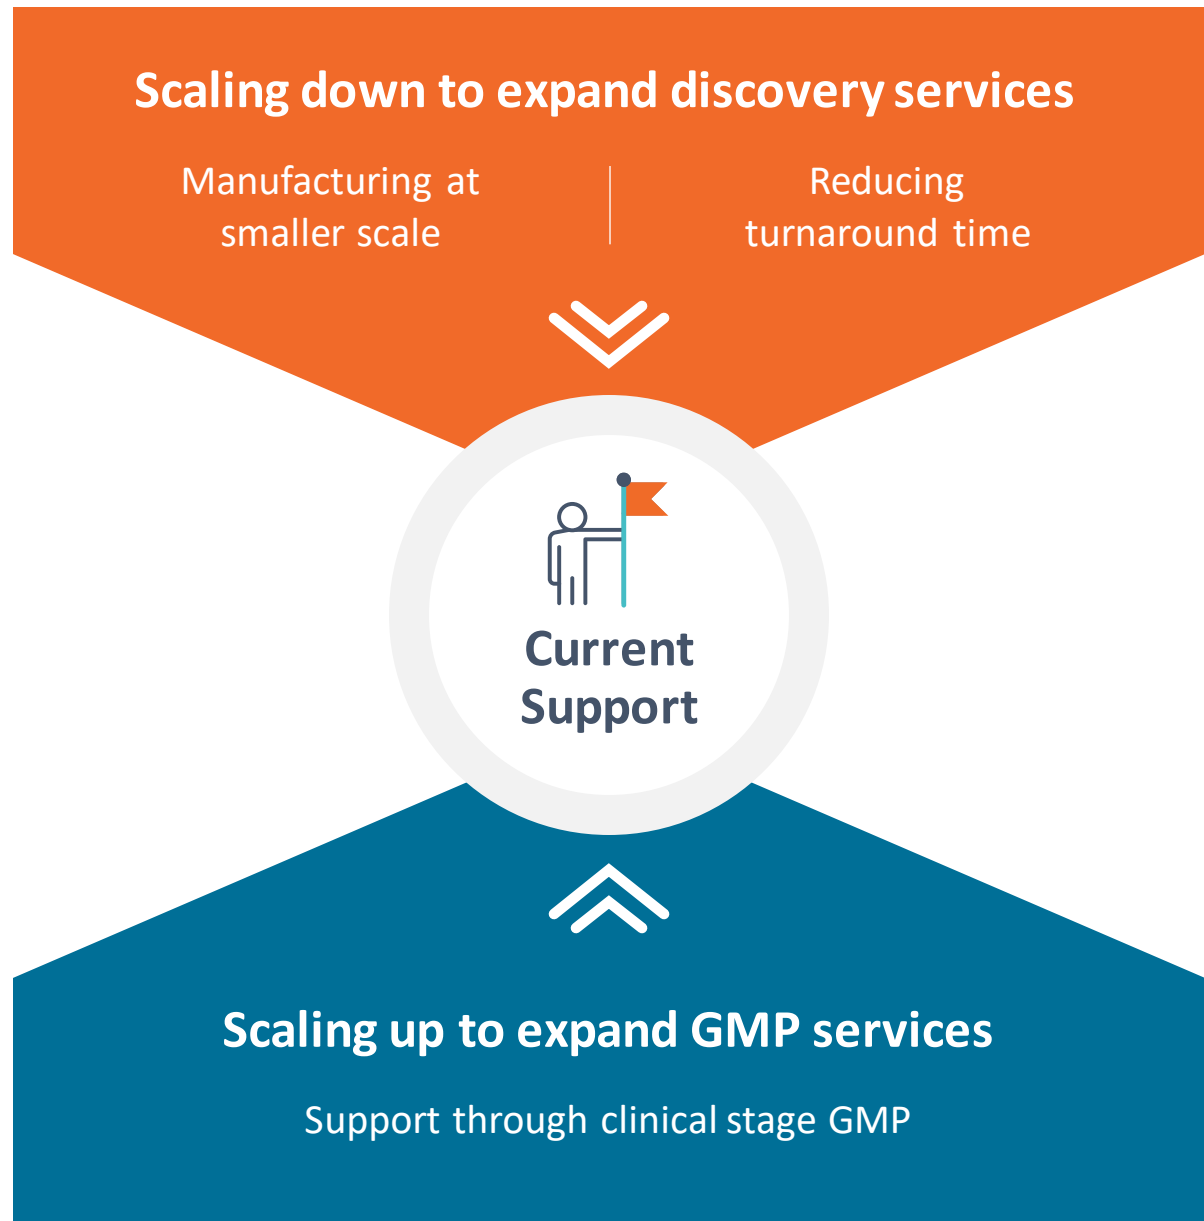 Scaling down to expand discovery services
Manufacturing at
smaller scale
Reducing
turnaround time
Current
Support
Scaling up to expand GMP services
Support through clinical stage GMP